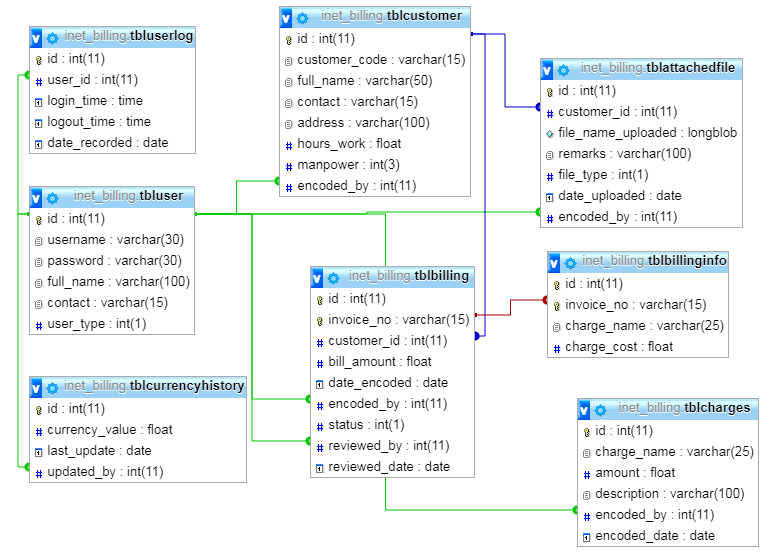 inet_billing.tbluserlog
id : int(11)
user_id : int(11)
login_time : time
logout_time : time
date_recorded : date
inet_billing.tblcustomer
id : int(11)
customer_code : varchar(15)
full_name : varchar(50)
contact : varchar(15)
address : varchar(100)
hours_work : float
manpower : int(3)
encoded_by : int(11)
inet_billing.tblattachedfile
id : int(11)
customer_id : int(11)
file_name_uploaded : longblob
remarks : varchar(100)
file_type : int(1)
date_uploaded : date
encoded_by : int(11)
inet_billing.tbluser
id : int(11)
username : varchar(30)
password : varchar(30)
full_name : varchar(100)
contact : varchar(15)
user_type : int(1)
inet_billing.tblbilling
id : int(11)
invoice_no : varchar(15)
customer_id : int(11)
bill_amount : float
date_encoded : date
encoded_by : int(11)
status : int(1)
reviewed_by : int(11)
reviewed_date : date
inet_billing.tblbillinginfo
id : int(11)
invoice_no : varchar(15)
charge_name : varchar(25)
charge_cost : float
inet_billing.tblcurrencyhistory
id : int(11)
currency_value : float
last_update : date
updated_by : int(11)
inet_billing.tblcharges
id : int(11)
charge_name : varchar(25)
amount : float
description : varchar(100)
encoded_by : int(11)
encoded_date : date